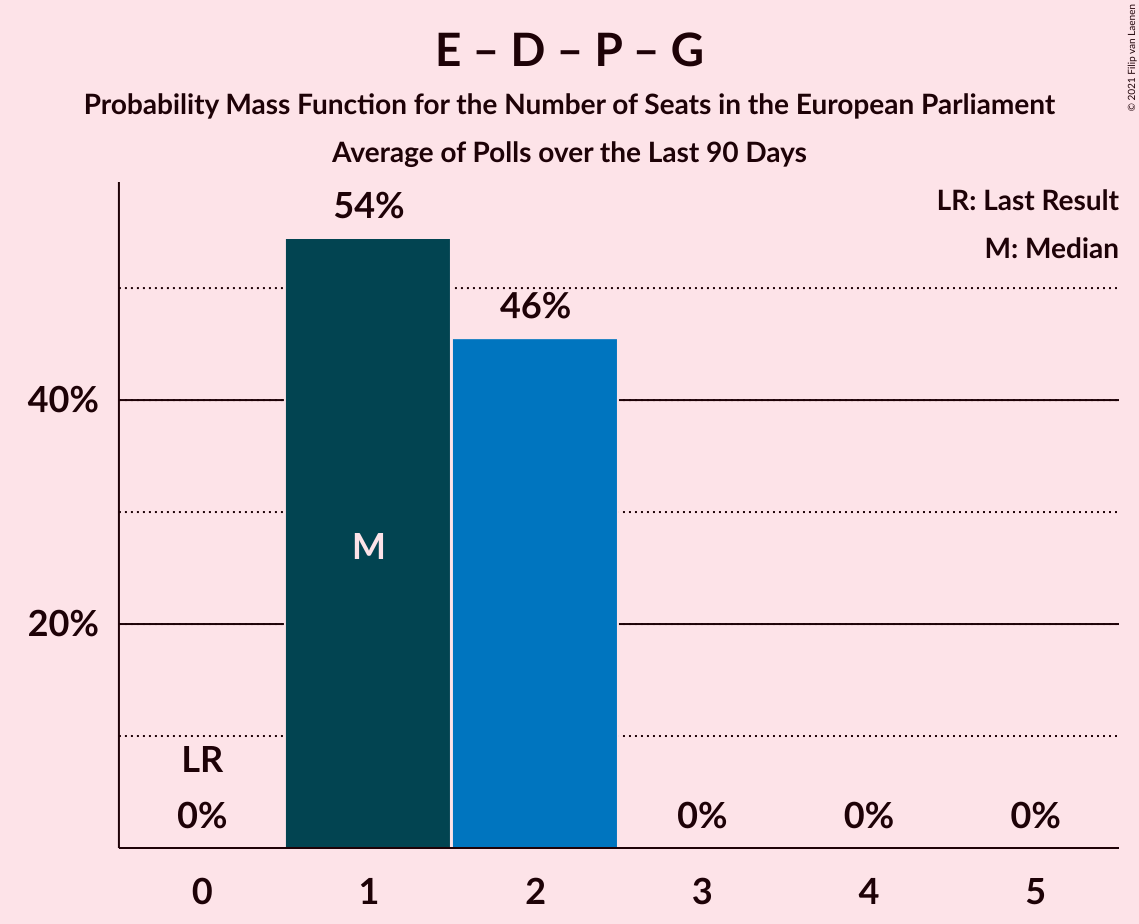 E – D – P – G
Probability Mass Function for the Number of Seats in the European Parliament
Average of Polls over the Last 90 Days
© 2021 Filip van Laenen
LR: Last Result
M: Median
54%
46%
40%
M
20%
LR
0%
0%
0%
0%
0
1
2
3
4
5